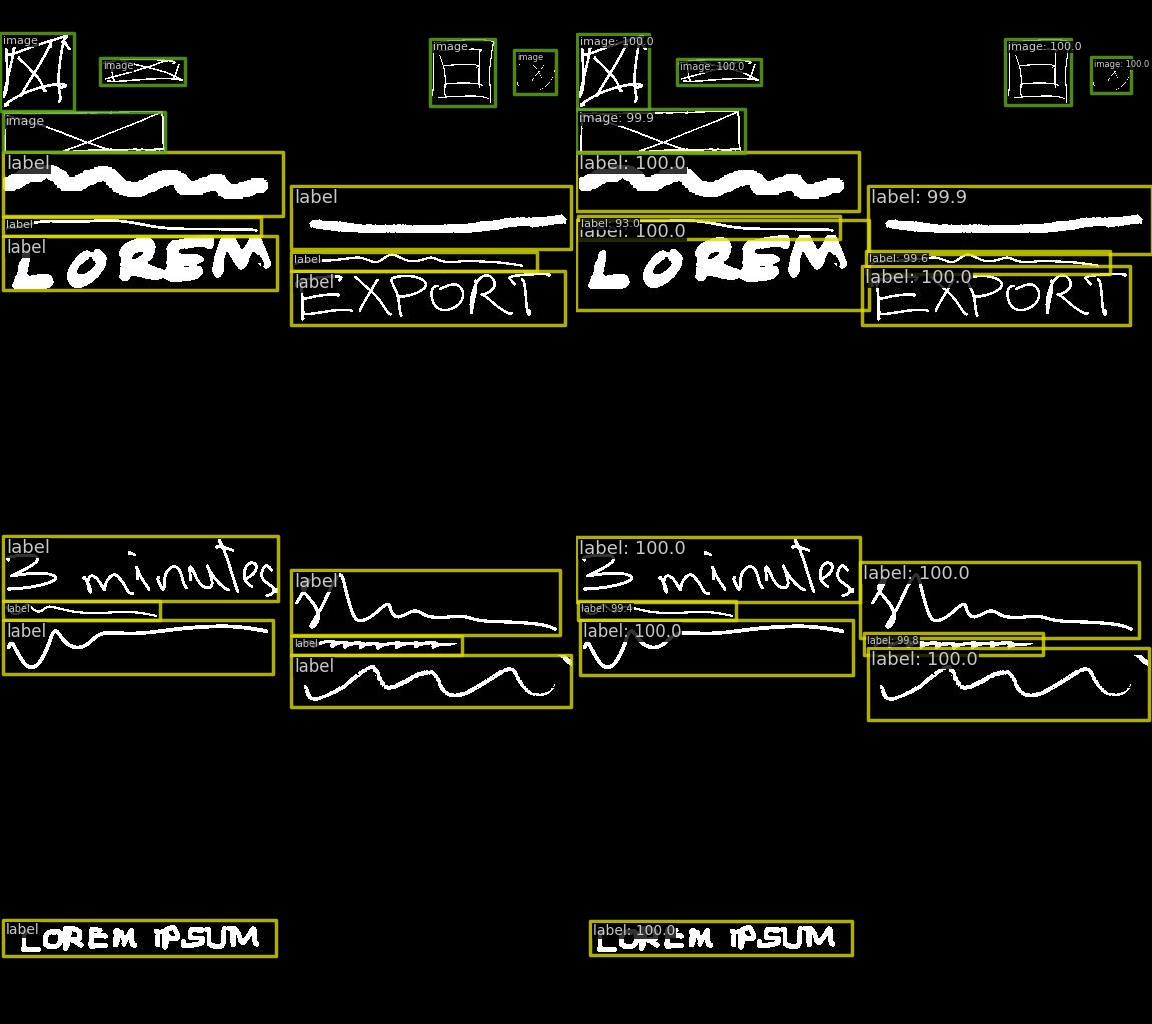 image image image image: 100.0 image: 100.0
image image: 100.0 image: 100.0
image image: 99.9
label label: 100.0
label label: 99.9
label label: 93.0
label label: 100.0
LOREM LOREM
label label: 99.6
label label: 100.0
EXPORT EXPORT
label label: 100.0
3 minutes 3 minutes
label label: 100.0
label label: 99.4
label label: 100.0
label label: 99.8
label label: 100.0
label label: 100.0
LOREM IPSUM LOREM IPSUM